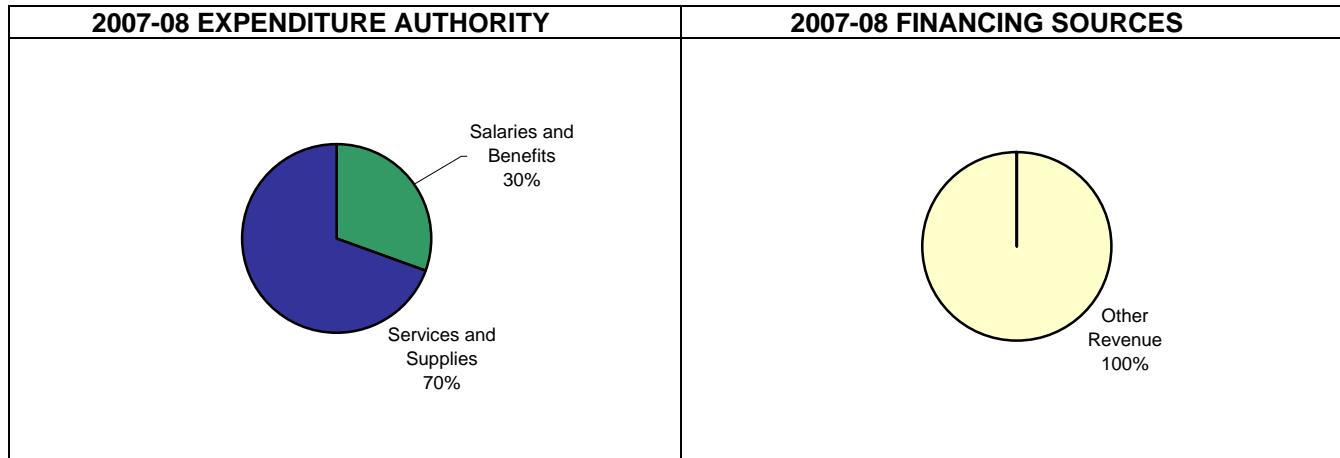 2007-08 EXPENDITURE AUTHORITY
Salaries and
Benefits
30%
Services and
Supplies
70%
2007-08 FINANCING SOURCES
Other
Revenue
100%